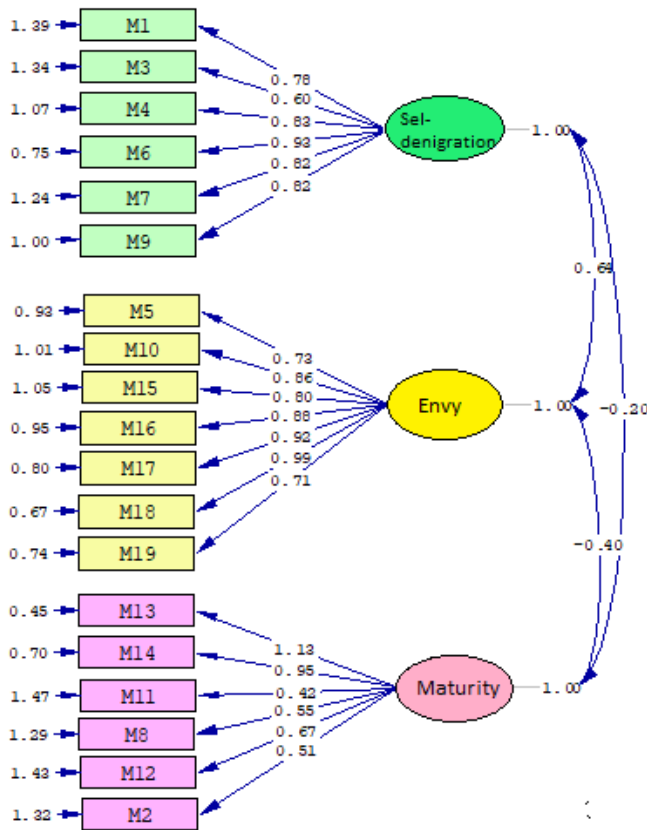 1.39 M1
1.34 M3
1.07 M4
0.75 M6
1.24 M7
1.00 M9
0.78
0.60
0.83
0.93
0.82
0.82
Sel-
denigration
1.00
0.64
0.93 M5
1.01 M10
1.05 M15
0.95 M16
0.80 M17
0.67 M18
0.74 M19
0.73
0.86
0.80
0.88
0.92
0.99
0.71
Envy
1.00
-0.20
-0.40
0.45 M13
0.70 M14
1.47 M11
1.29 M8
1.43 M12
1.32 M2
1.13
0.95
0.42
0.55
0.67
0.51
Maturity
1.00